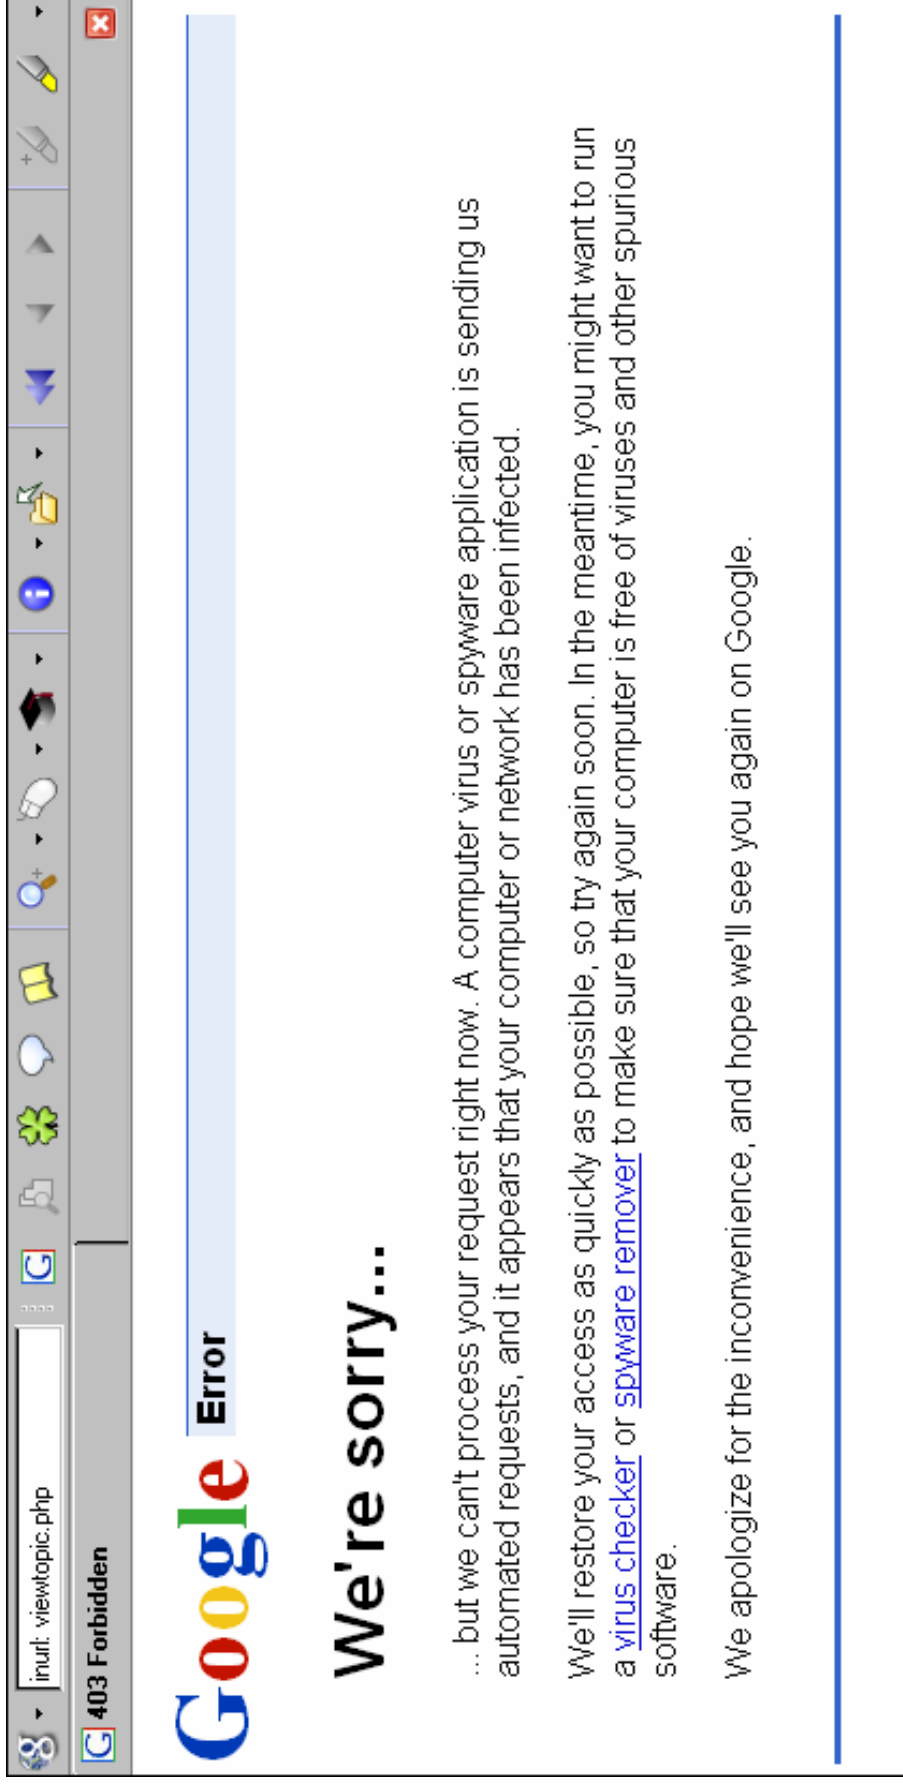 inurl: viewtopic.php
403 Forbidden
Google Error
We're sorry...
... but we can't process your request right now. A computer virus or spyware application is sending us
automated requests, and it appears that your computer or network has been infected.
We'll restore your access as quickly as possible, so try again soon. In the meantime, you might want to run
a virus checker or spyware remover to make sure that your computer is free of viruses and other spurious
software.
We apologize for the inconvenience, and hope we'll see you again on Google.